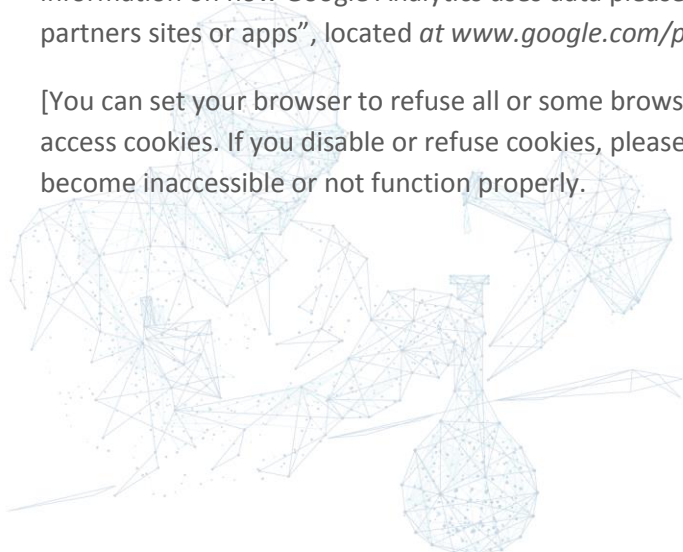 information on how Google Analytics uses data please
partners sites or apps”, located at www.google.com/p
[You can set your browser to refuse all or some brows
access cookies. If you disable or refuse cookies, please
become inaccessible or not function properly.